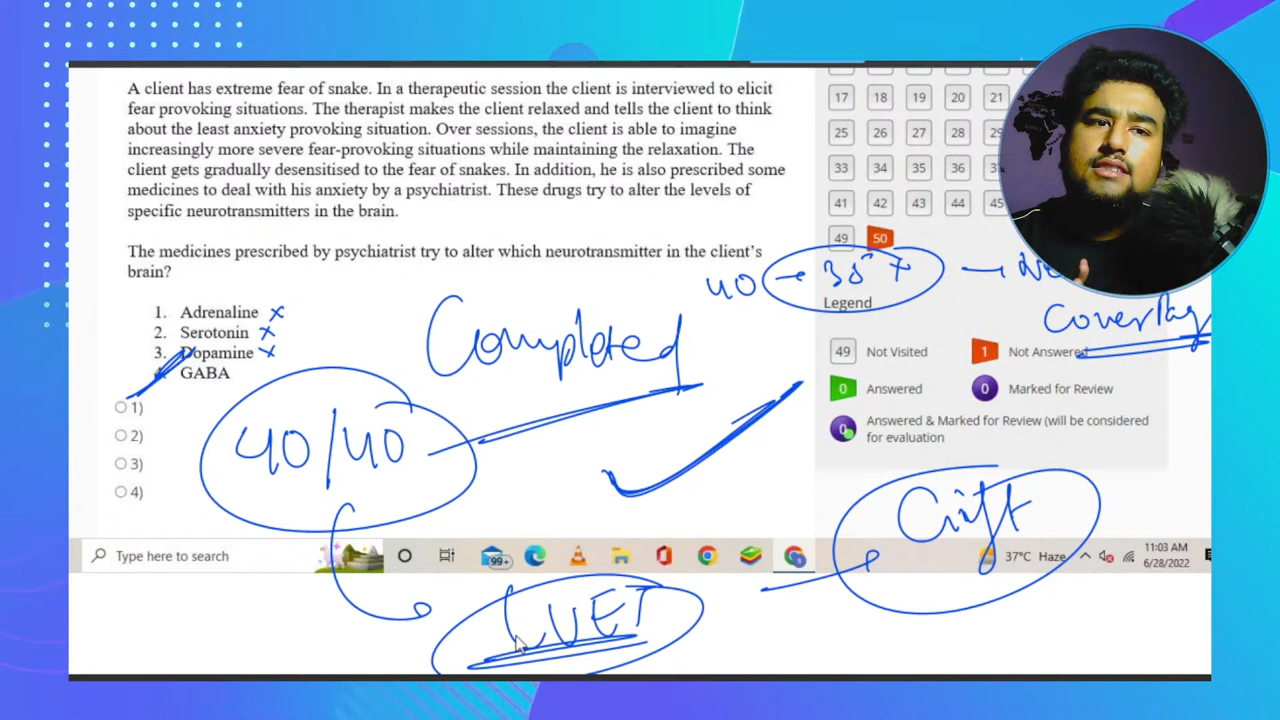 A client has extreme fear of snake. In a therapeutic session the client is interviewed to elicit
fear provoking situations. The therapist makes the client relaxed and tells the client to think
about the least anxiety provoking situation. Over sessions, the client is able to imagine
increasingly more severe fear-provoking situations while maintaining the relaxation. The
client gets gradually desensitised to the fear of snakes. In addition, he is also prescribed some
medicines to deal with his anxiety by a psychiatrist. These drugs try to alter the levels of
specific neurotransmitters in the brain.
The medicines prescribed by psychiatrist try to alter which neurotransmitter in the client's
brain?
1. Adrenaline x
2. Serotonin x
3. Dopamine x
GABA
1)
2)
3)
4)
Completed
40/40
17 18 19 20 21
25 26 27 28 29
33 34 35 36
41 42 43 44 45
49 50
40
Legend
49 Not Visited
1 Not Answered
0 Answered
0 Marked for Review
0 Answered & Marked for Review (will be considered
for evaluation
Gift
Type here to search
99+
37°C Haze
11:03 AM
6/28/2022